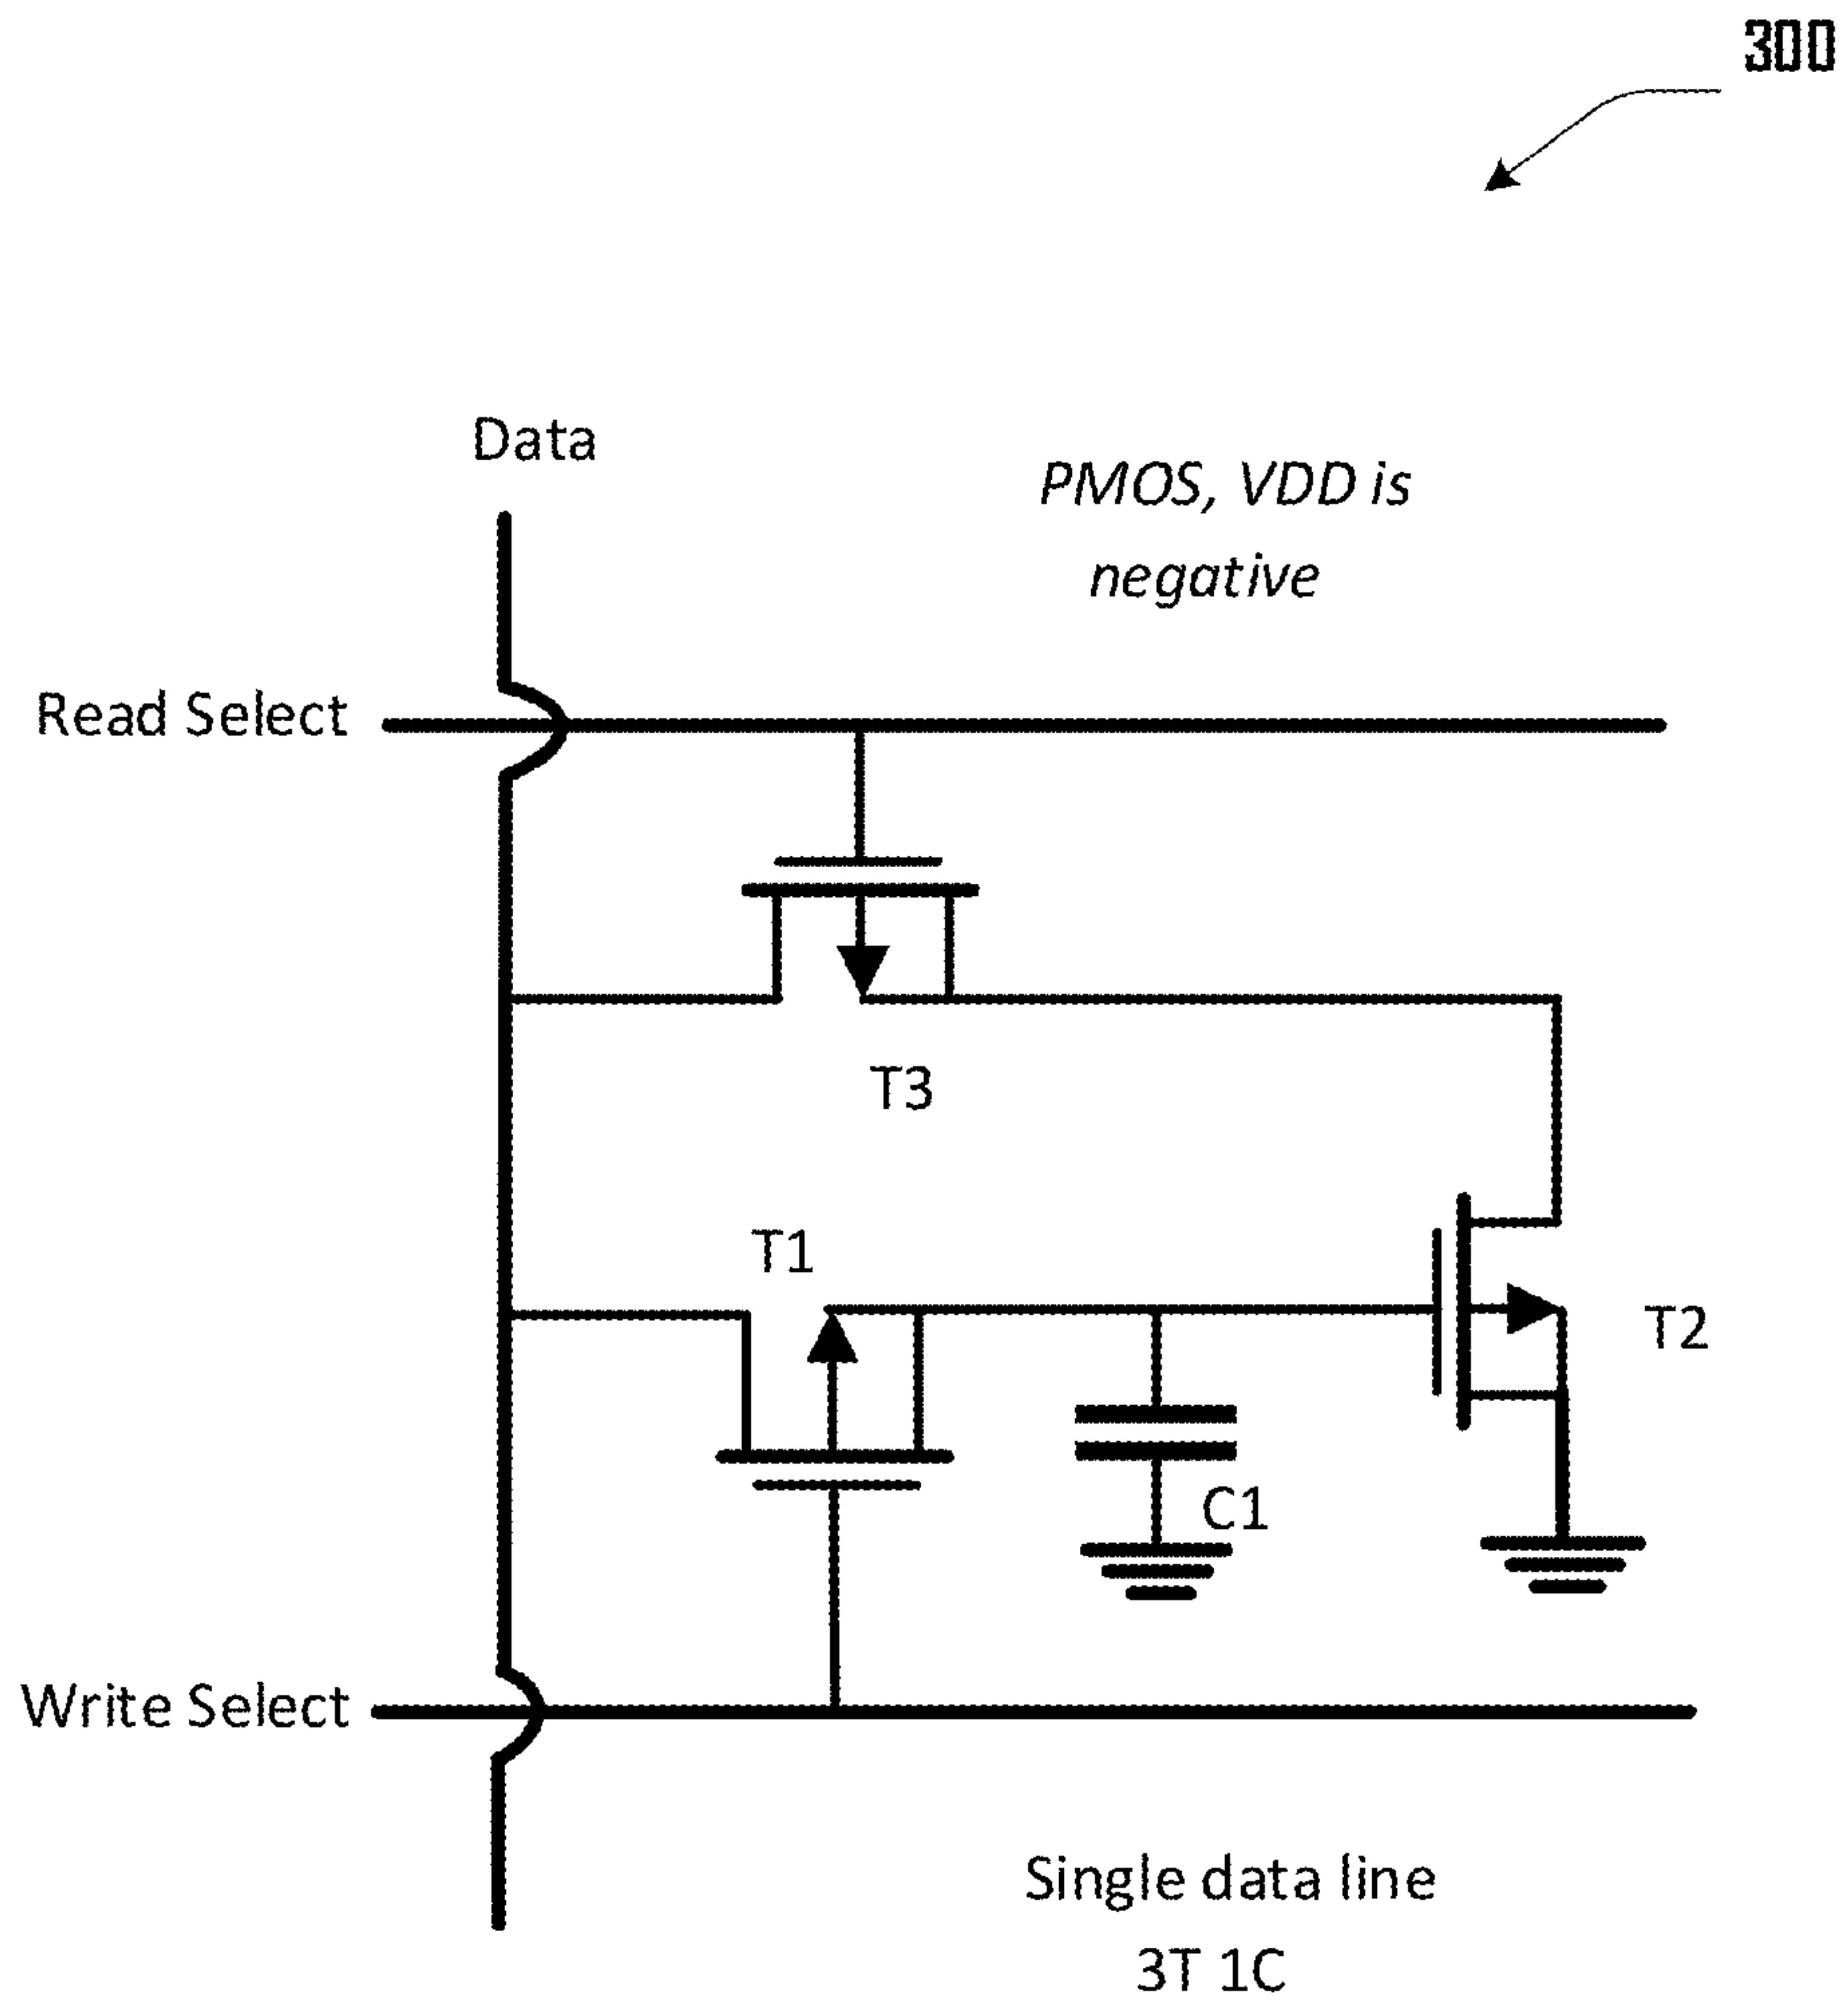 300
Data
PMOS, VDD is
negative
Read Select
T3
T1
T2
C1
Write Select
Single data line
3T 1C